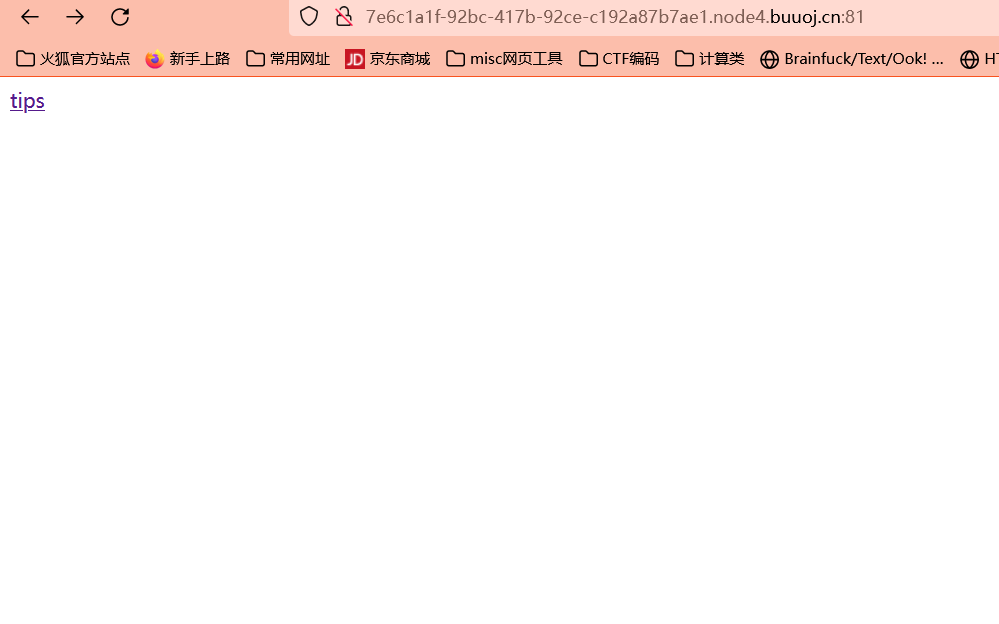 7e6c1a1f-92bc-417b-92ce-c192a87b7ae1.node4.buuoj.cn:81
火狐官方站点 新手上路 常用网址 JD 京东商城 misc网页工具 CTF编码 计算类 Brainfuck/Text/Ook! ...
tips